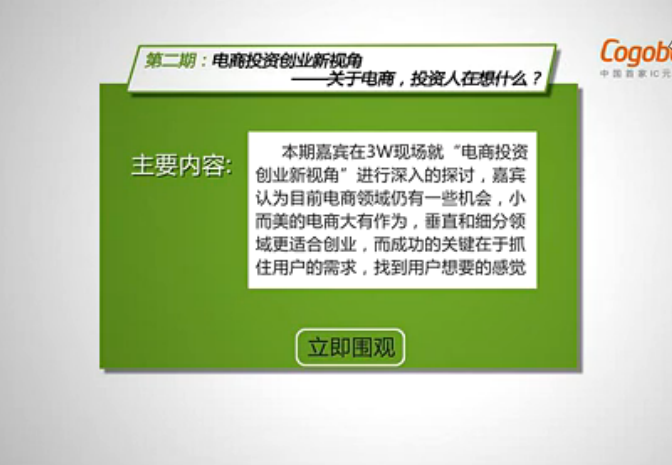 第二期：电商投资创业新视角
——关于电商，投资人在想什么？
Cogob
中国首家IC元
主要内容:
本期嘉宾在3W现场就“电商投资
创业新视角”进行深入的探讨，嘉宾
认为目前电商领域仍有一些机会，小
而美的电商大有作为，垂直和细分领
域更适合创业，而成功的关键在于抓
住用户的需求，找到用户想要的感觉
立即围观